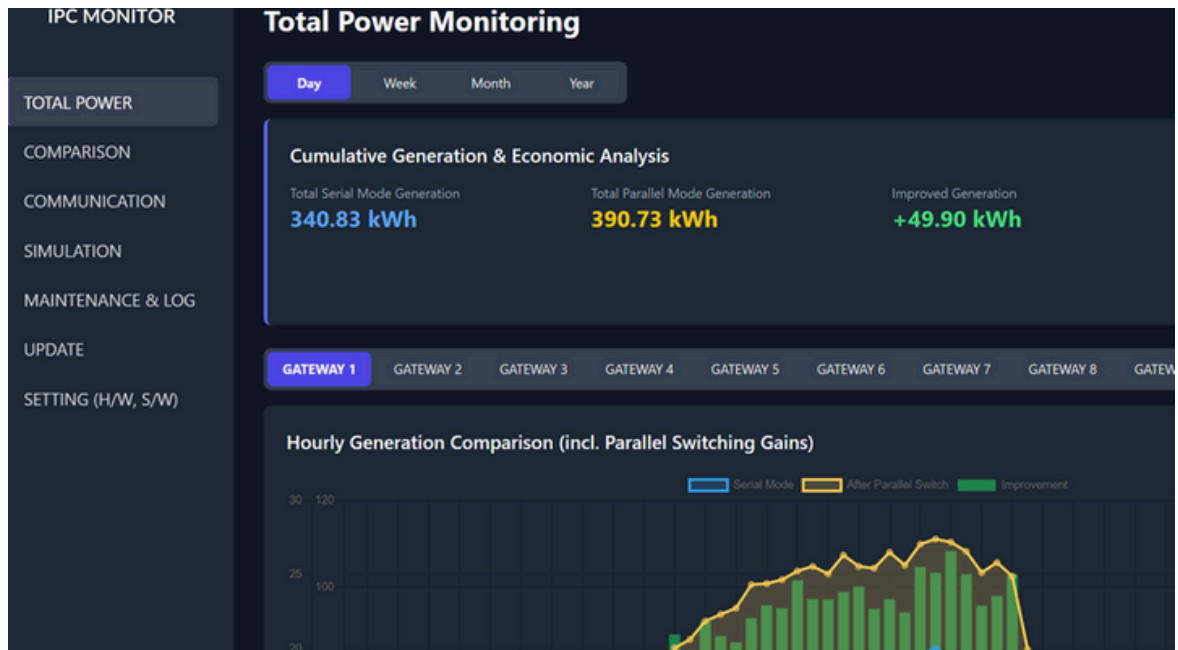 IPC MONITOR
TOTAL POWER
COMPARISON
COMMUNICATION
SIMULATION
MAINTENANCE & LOG
UPDATE
SETTING (H/W, S/W)
Total Power Monitoring
Day Week Month Year
Cumulative Generation & Economic Analysis
Total Serial Mode Generation Total Parallel Mode Generation Improved Generation
340.83 kWh 390.73 kWh +49.90 kWh
GATEWAY 1 GATEWAY 2 GATEWAY 3 GATEWAY 4 GATEWAY 5 GATEWAY 6 GATEWAY 7 GATEWAY 8 GATEW
Hourly Generation Comparison (incl. Parallel Switching Gains)
Serial Mode After Parallel Switch Improvement
30 120
25 100
20